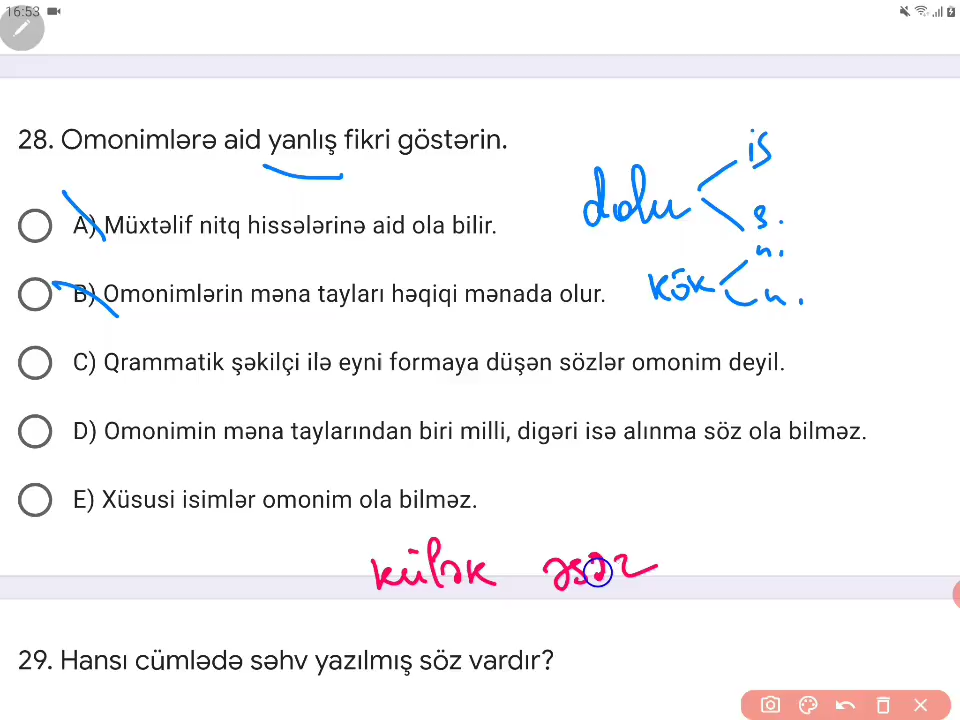 16:53
28. Omonimlərə aid yanlış fikri göstərin.
is
dolu
s.
A) Müxtəlif nitq hissələrinə aid ola bilir.
n.
kök
n.
B) Omonimlərin məna tayları həqiqi mənada olur.
C) Qrammatik şəkilçi ilə eyni formaya düşən sözlər omonim deyil.
D) Omonimin məna taylarından biri milli, digəri isə alınma söz ola bilməz.
E) Xüsusi isimlər omonim ola bilməz.
külək əsər
29. Hansı cümlədə səhv yazılmış söz vardır?